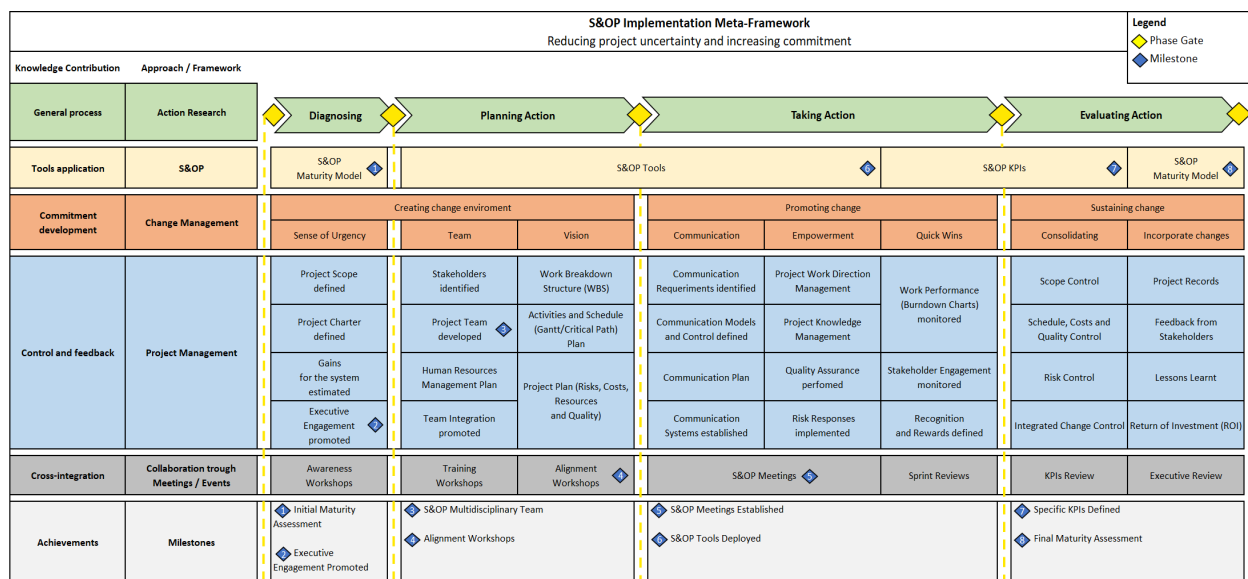 S&OP Implementation Meta-Framework
Reducing project uncertainty and increasing commitment
Legend
Phase Gate
Milestone
Knowledge Contribution
Approach / Framework
General process
Action Research
Diagnosing
Planning Action
Taking Action
Evaluating Action
Tools application
S&OP
S&OP
Maturity Model
1
S&OP Tools
6
S&OP KPIs
7
S&OP
Maturity Model
8
Commitment
development
Change Management
Creating change enviroment
Promoting change
Sustaining change
Sense of Urgency
Team
Vision
Communication
Empowerment
Quick Wins
Consolidating
Incorporate changes
Control and feedback
Project Management
Project Scope
defined
Stakeholders
identified
Work Breakdown
Structure (WBS)
Communication
Requeriments identified
Project Work Direction
Management
Work Performance
(Burndown Charts)
monitored
Scope Control
Project Records
Project Charter
defined
Project Team
developed
3
Activities and Schedule
(Gantt/Critical Path)
Plan
Communication Models
and Control defined
Project Knowledge
Management
Schedule, Costs and
Quality Control
Feedback from
Stakeholders
Gains
for the system
estimated
Human Resources
Management Plan
Project Plan (Risks, Costs,
Resources
and Quality)
Communication Plan
Quality Assurance
perfomed
Stakeholder Engagement
monitored
Risk Control
Lessons Learnt
Executive
Engagement
promoted
2
Team Integration
promoted
Communication
Systems established
Risk Responses
implemented
Recognition
and Rewards defined
Integrated Change Control
Return of Investment (ROI)
Cross-integration
Collaboration trough
Meetings / Events
Awareness
Workshops
Training
Workshops
Alignment
Workshops
4
S&OP Meetings
5
Sprint Reviews
KPIs Review
Executive Review
Achievements
Milestones
1 Initial Maturity
Assessment
2 Executive
Engagement Promoted
3 S&OP Multidisciplinary Team
4 Alignment Workshops
5 S&OP Meetings Established
6 S&OP Tools Deployed
7 Specific KPIs Defined
8 Final Maturity Assessment